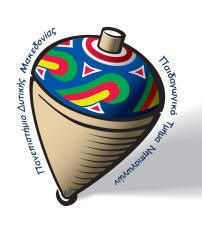 Πανεπιστήμιο Δυτικής Μακεδονίας
Παιδαγωγικό Τμήμα Νηπιαγωγών